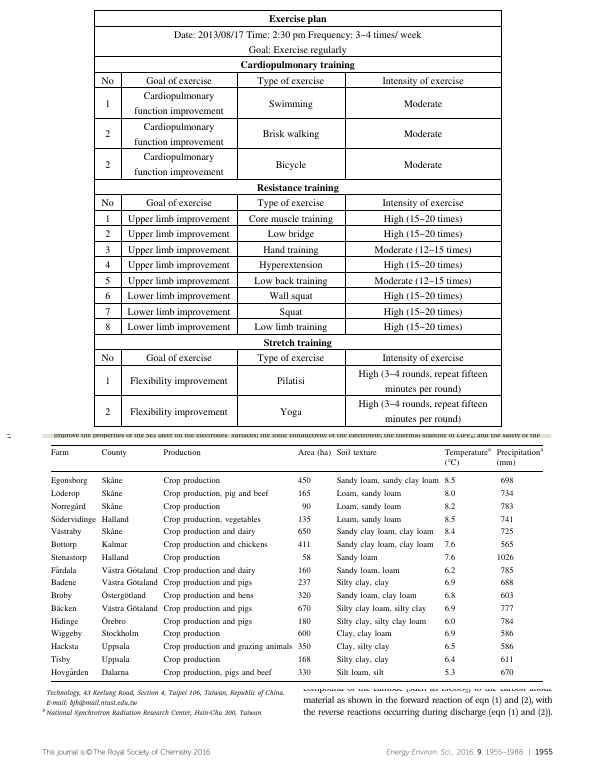 Exercise plan
Date: 2013/08/17 Time: 2:30 pm Frequency: 3~4 times/ week
Goal: Exercise regularly
Cardiopulmonary training
No Goal of exercise Type of exercise Intensity of exercise
1 Cardiopulmonary function improvement Swimming Moderate
2 Cardiopulmonary function improvement Brisk walking Moderate
2 Cardiopulmonary function improvement Bicycle Moderate
Resistance training
No Goal of exercise Type of exercise Intensity of exercise
1 Upper limb improvement Core muscle training High (15~20 times)
2 Upper limb improvement Low bridge High (15~20 times)
3 Upper limb improvement Hand training Moderate (12~15 times)
4 Upper limb improvement Hyperextension High (15~20 times)
5 Upper limb improvement Low back training Moderate (12~15 times)
6 Lower limb improvement Wall squat High (15~20 times)
7 Lower limb improvement Squat High (15~20 times)
8 Lower limb improvement Low limb training High (15~20 times)
Stretch training
No Goal of exercise Type of exercise Intensity of exercise
1 Flexibility improvement Pilatisi High (3~4 rounds, repeat fifteen minutes per round)
2 Flexibility improvement Yoga High (3~4 rounds, repeat fifteen minutes per round)
improve the properties of the SEI layer on the electrodes' surfaces; the ionic conductivity of the electrolyte; the thermal stability of LiPF6; and the safety of the
Farm County Production Area (ha) Soil texture Temperatureª (°C) Precipitationª (mm)
Egonsborg Skåne Crop production 450 Sandy loam, sandy clay loam 8.5 698
Löderop Skåne Crop production, pig and beef 165 Loam, sandy loam 8.0 734
Norregård Skåne Crop production 90 Loam, sandy loam 8.2 783
Södervidinge Halland Crop production, vegetables 135 Loam, sandy loam 8.5 741
Västraby Skåne Crop production and dairy 650 Sandy clay loam, clay loam 8.4 725
Bottorp Kalmar Crop production and chickens 411 Sandy clay loam, clay loam 7.6 565
Stenastorp Halland Crop production 58 Sandy loam 7.6 1026
Fårdala Västra Götaland Crop production and dairy 160 Sandy loam, loam 6.2 785
Badene Västra Götaland Crop production and pigs 237 Silty clay, clay 6.9 688
Broby Östergötland Crop production and hens 320 Sandy loam, clay loam 6.8 603
Bäcken Västra Götaland Crop production and pigs 670 Silty clay loam, silty clay 6.9 777
Hidinge Örebro Crop production and pigs 180 Silty clay, silty clay loam 6.0 784
Wiggeby Stockholm Crop production 600 Clay, clay loam 6.9 586
Hacksta Uppsala Crop production and grazing animals 350 Clay, silty clay 6.5 586
Tisby Uppsala Crop production 168 Silty clay, clay 6.4 611
Hovgården Dalarna Crop production, pigs and beef 330 Silt loam, silt 5.3 670
Technology, 43 Keelung Road, Section 4, Taipei 106, Taiwan, Republic of China.
E-mail: bjh@mail.ntust.edu.tw
b National Synchrotron Radiation Research Center, Hsin-Chu 300, Taiwan
compound of the cathode (such as LiCoO2) to the carbon anode
material as shown in the forward reaction of eqn (1) and (2), with
the reverse reactions occurring during discharge (eqn (1) and (2)).
This journal is © The Royal Society of Chemistry 2016
Energy Environ. Sci., 2016, 9, 1955–1988 | 1955